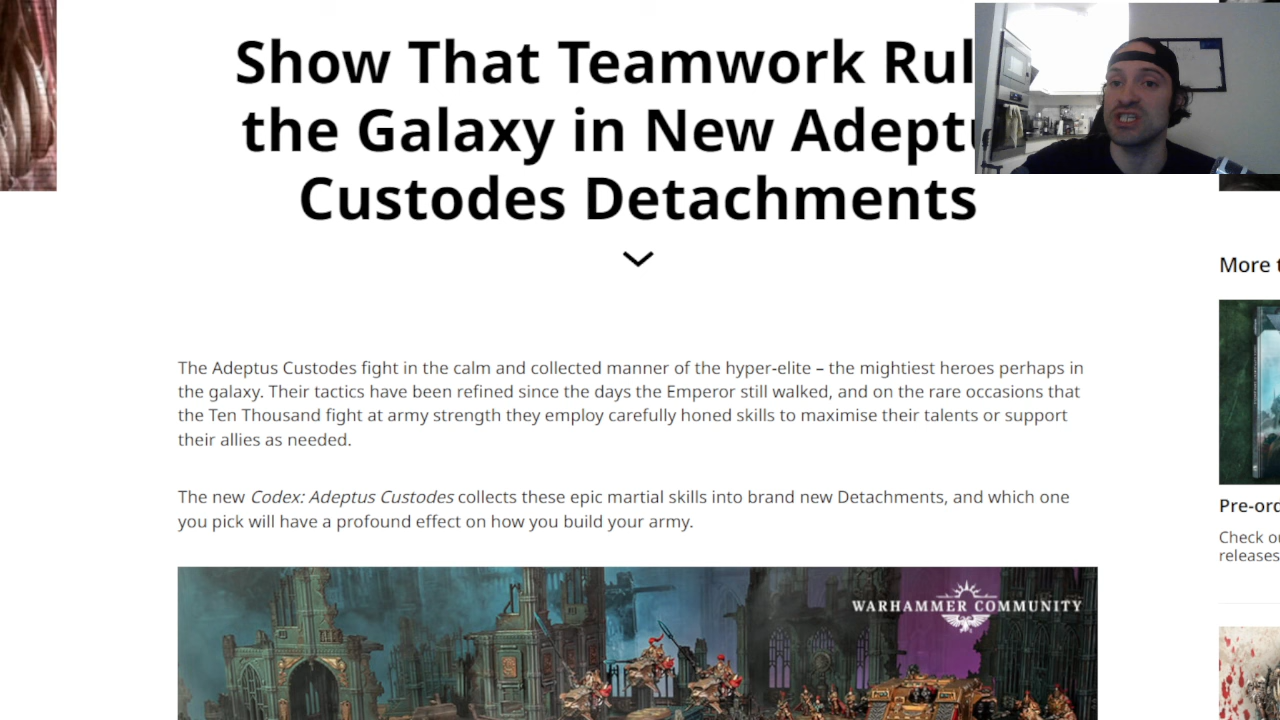 Show That Teamwork Rul
the Galaxy in New Adeptu
Custodes Detachments
The Adeptus Custodes fight in the calm and collected manner of the hyper-elite – the mightiest heroes perhaps in
the galaxy. Their tactics have been refined since the days the Emperor still walked, and on the rare occasions that
the Ten Thousand fight at army strength they employ carefully honed skills to maximise their talents or support
their allies as needed.
The new Codex: Adeptus Custodes collects these epic martial skills into brand new Detachments, and which one
you pick will have a profound effect on how you build your army.
WARHAMMER COMMUNITY
More t
Pre-ord
Check ou
releases